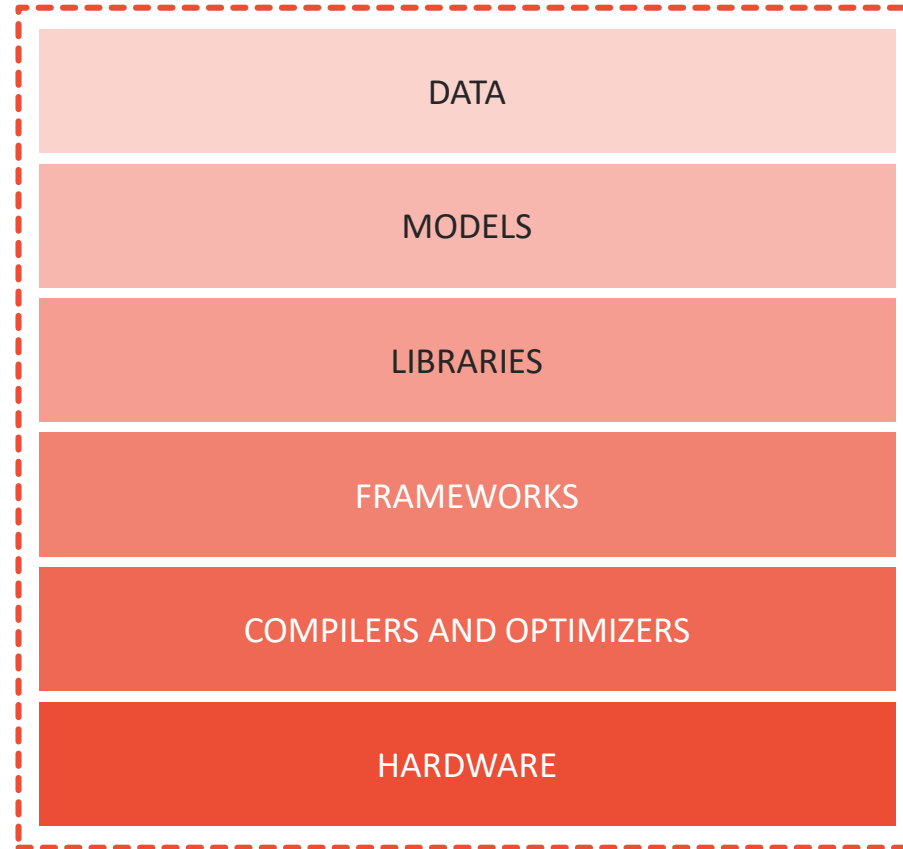 DATA
MODELS
LIBRARIES
FRAMEWORKS
COMPILERS AND OPTIMIZERS
HARDWARE